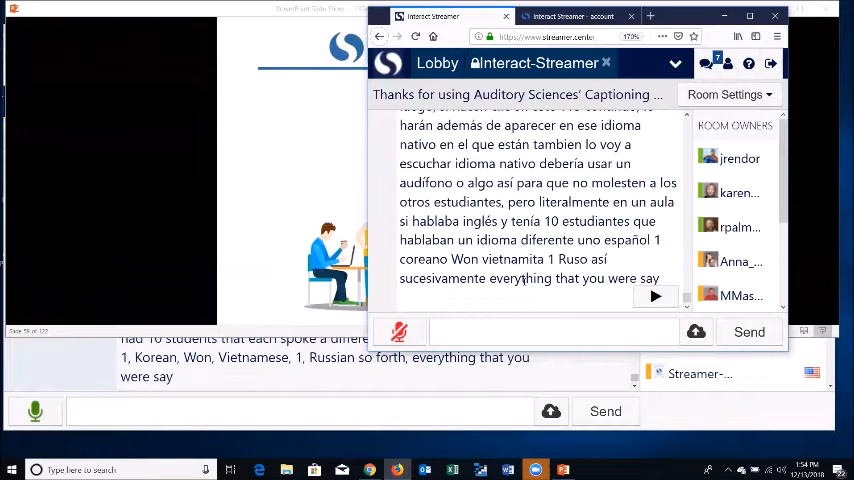 PowerPoint Slide Show
Interact Streamer
Interact Streamer - account
https://www.streamer.center
170%
Lobby
Interact-Streamer
7
Thanks for using Auditory Sciences' Captioning ...
Room Settings
harán además de aparecer en ese idioma
nativo en el que están tambien lo voy a
escuchar idioma nativo debería usar un
audífono o algo así para que no molesten a los
otros estudiantes, pero literalmente en un aula
si hablaba inglés y tenía 10 estudiantes que
hablaban un idioma diferente uno español 1
coreano Won vietnamita 1 Ruso así
sucesivamente everything that you were say
ROOM OWNERS
jrendor
karen...
rpalm...
Anna_...
MMas...
Send
Slide 59 of 122
had 10 students that each spoke a differe
1, Korean, Won, Vietnamese, 1, Russian so forth, everything that you
were say
Streamer-...
Send
Type here to search
1:54 PM
12/13/2018
22